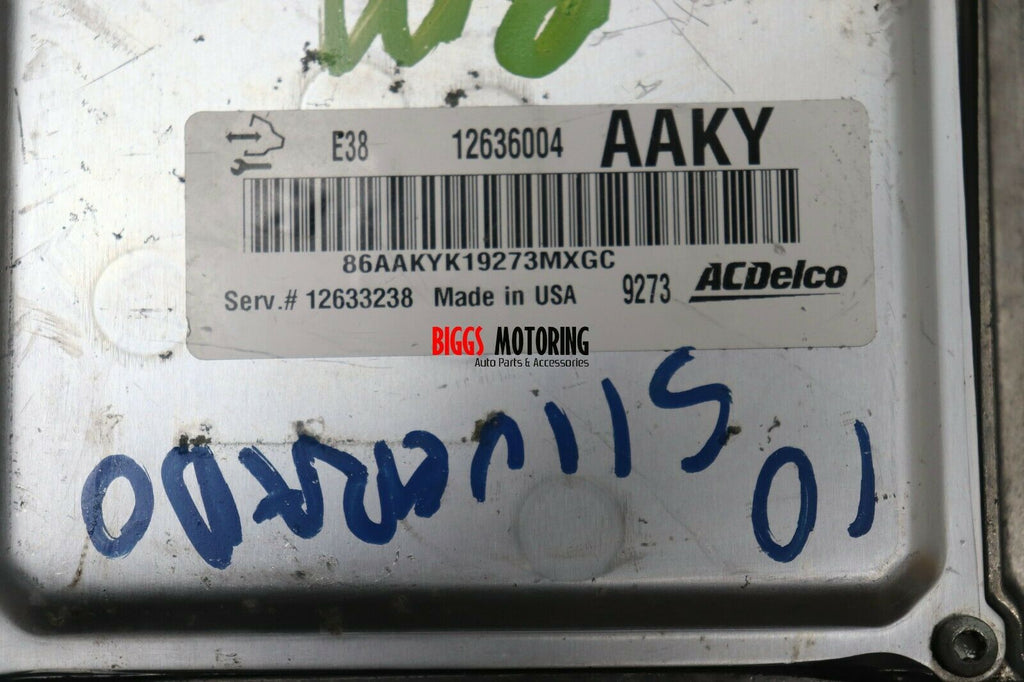 E38 12636004 AAKY
86AAKYK19273MXGC
Serv.# 12633238 Made in USA 9273 ACDelco
BIGGS MOTORING
Auto Parts & Accessories
10 Silverado